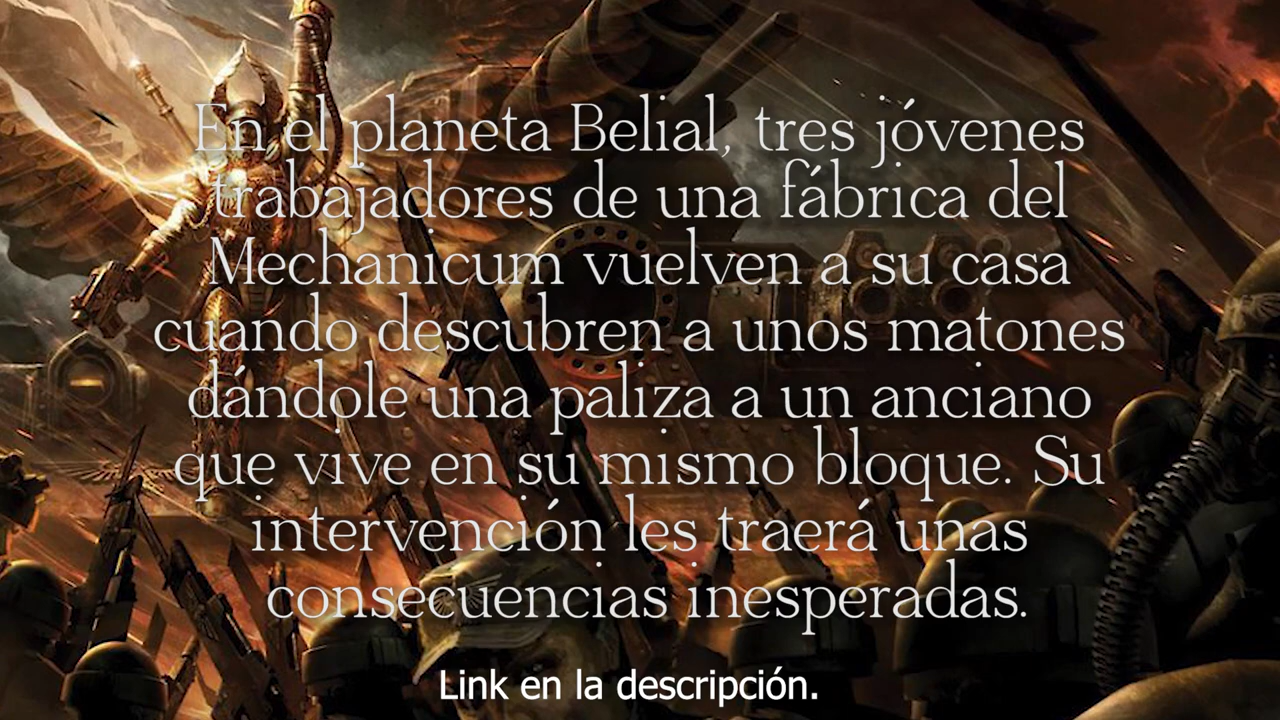 En el planeta Belial, tres jóvenes
trabajadores de una fábrica del
Mechanicum vuelven a su casa
cuando descubren a unos matones
dándole una paliza a un anciano
que vive en su mismo bloque. Su
intervención les traerá unas
consecuencias inesperadas.
Link en la descripción.